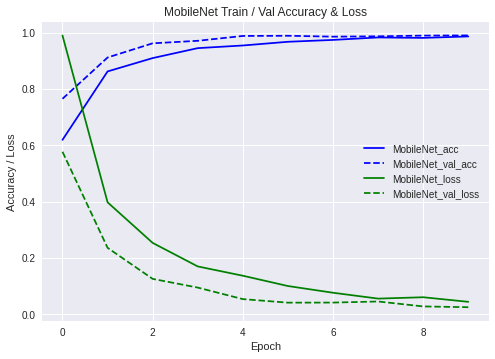 MobileNet Train / Val Accuracy & Loss
1.0
0.8
0.6
0.4
0.2
0.0
Accuracy / Loss
MobileNet_acc
MobileNet_val_acc
MobileNet_loss
MobileNet_val_loss
0 2 4 6 8
Epoch